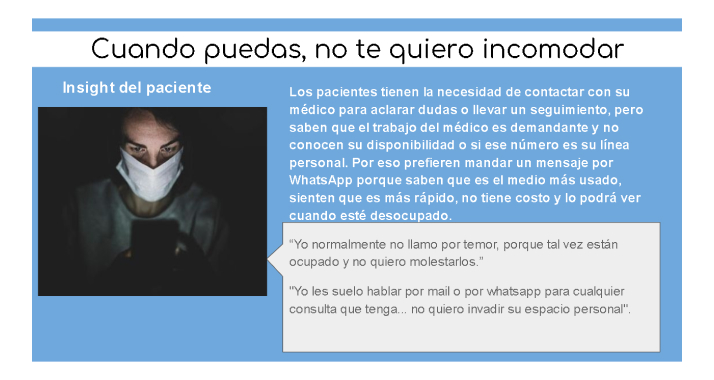 Cuando puedas, no te quiero incomodar
Insight del paciente
Los pacientes tienen la necesidad de contactar con su
médico para aclarar dudas o llevar un seguimiento, pero
saben que el trabajo del médico es demandante y no
conocen su disponibilidad o si ese número es su línea
personal. Por eso prefieren mandar un mensaje por
WhatsApp porque saben que es el medio más usado,
sienten que es más rápido, no tiene costo y lo podrá ver
cuando esté desocupado.
“Yo normalmente no llamo por temor, porque tal vez están
ocupado y no quiero molestarlos.”
"Yo les suelo hablar por mail o por whatsapp para cualquier
consulta que tenga... no quiero invadir su espacio personal".